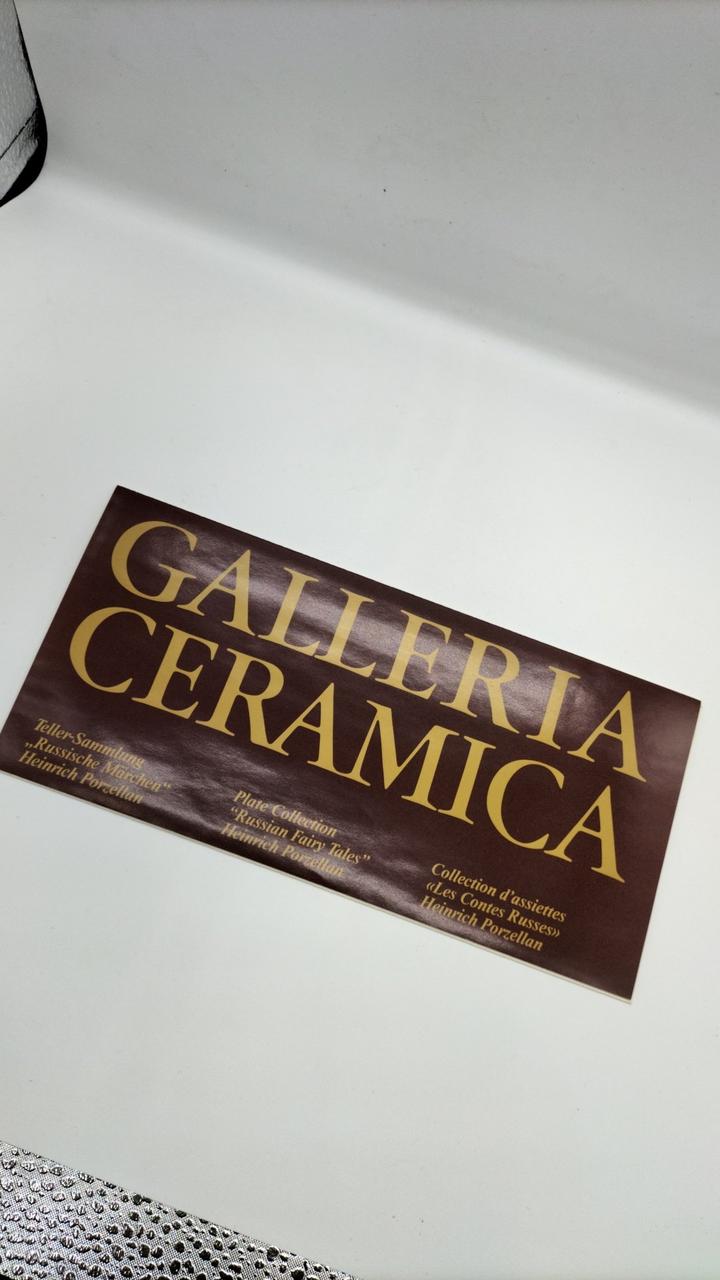 GALLERIA
CERAMICA
Teller-Sammlung
„Russische Märchen“
Heinrich Porzellan
Plate Collection
“Russian Fairy Tales”
Heinrich Porzellan
Collection d'assiettes
«Les Contes Russes»
Heinrich Porzellan